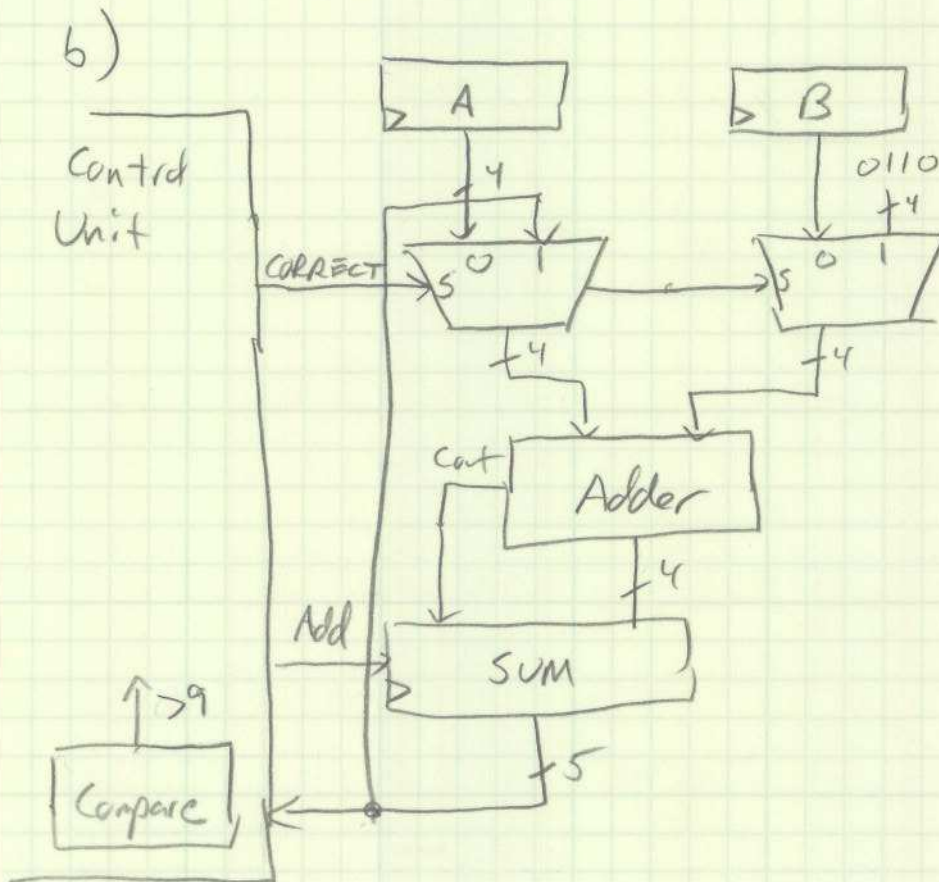 b)
A
B
Control
Unit
4
0110
4
CORRECT
S
0
1
S
0
1
4
4
Cout
Adder
4
Add
SUM
>9
5
Compare